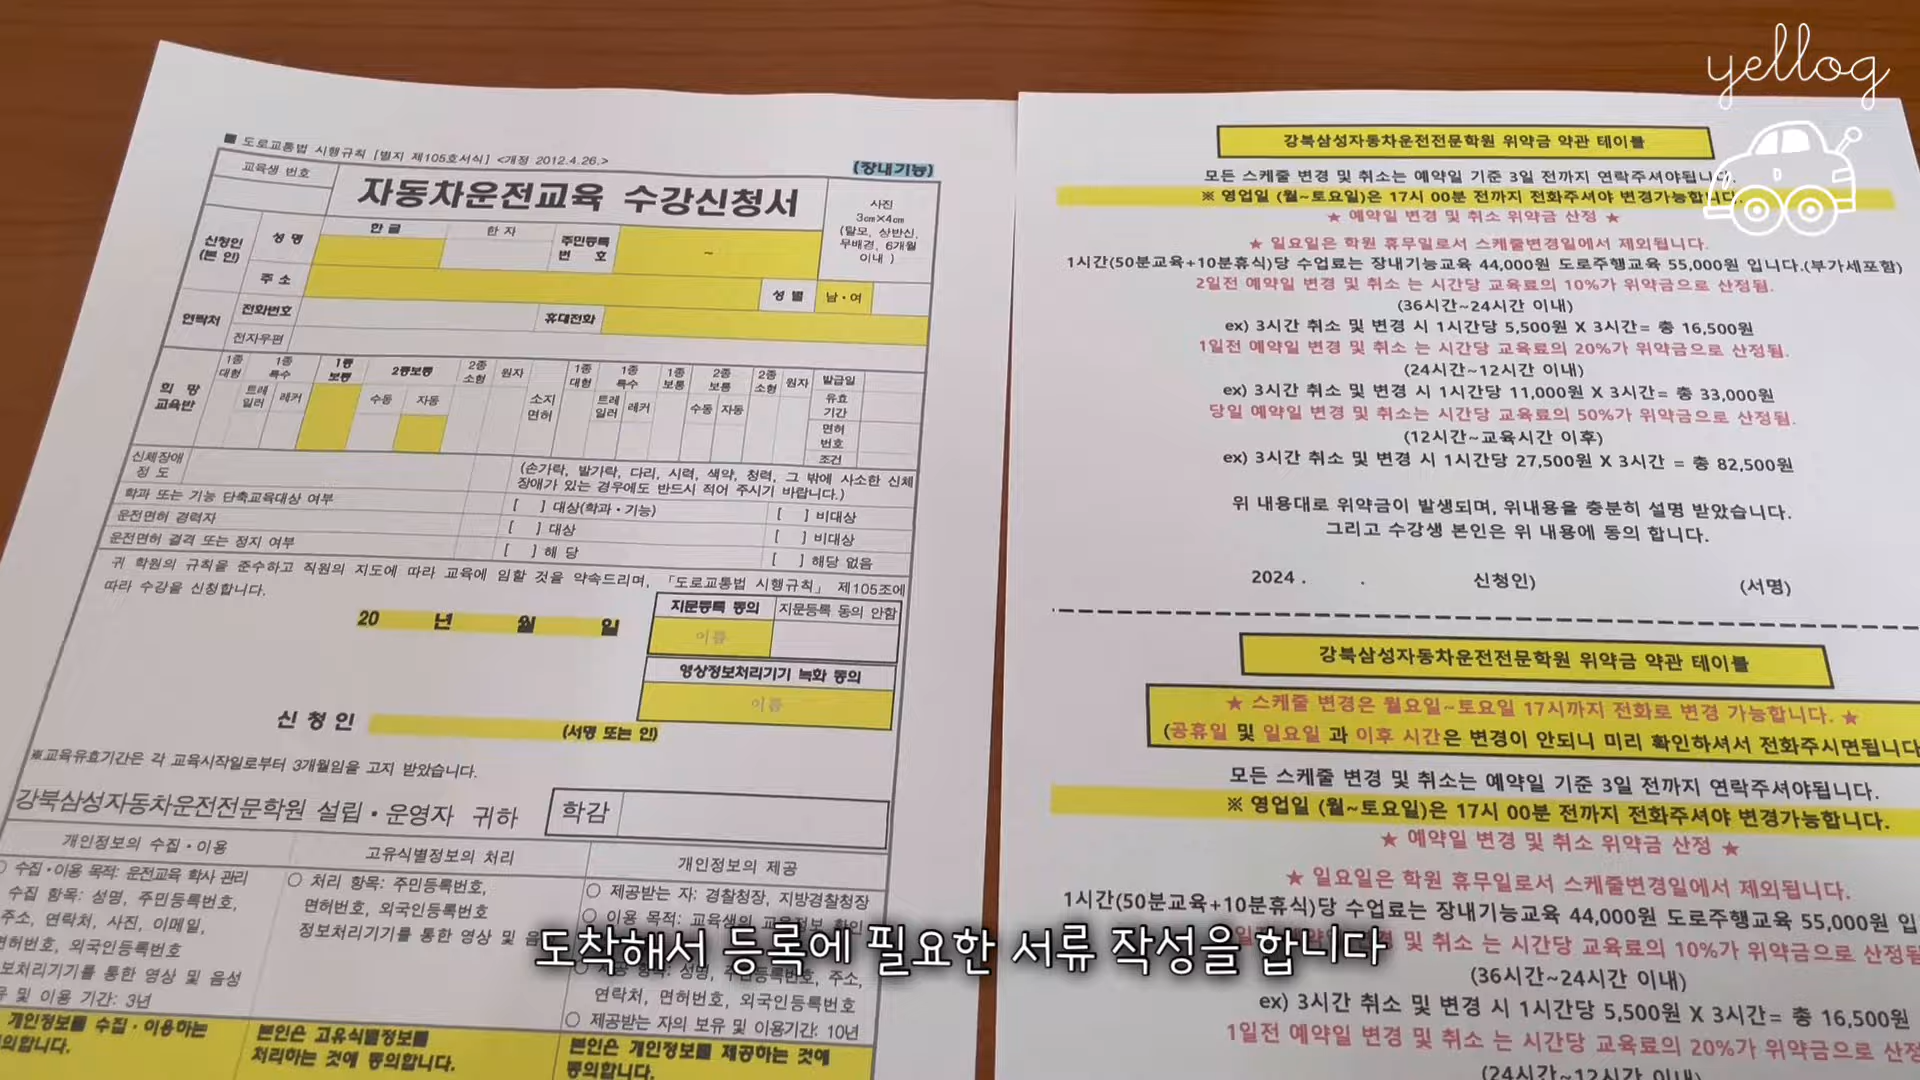 yellog
■ 도로교통법 시행규칙 [별지 제105호서식] <개정 2012.4.26.>
(장내기능)
교육생 번호
자동차운전교육 수강신청서
사진
3cm×4cm
(탈모, 상반신,
무배경, 6개월
이내 )
신청인
(본 인)
성 명
한 글
한 자
주민등록
번 호
~
주 소
성 별
남 · 여
연락처
전화번호
휴대전화
전자우편
희 망
교육반
1종
대형
1종
특수
트레
일러
레커
1종
보통
2종보통
수동
자동
2종
소형
원자
소지
면허
1종
대형
1종
특수
트레
일러
레커
1종
보통
2종
보통
수동
자동
2종
소형
원자
발급일
유효
기간
면허
번호
조건
신체장애
정 도
(손가락, 발가락, 다리, 시력, 색약, 청력, 그 밖에 사소한 신체
장애가 있는 경우에도 반드시 적어 주시기 바랍니다.)
학과 또는 기능 단축교육대상 여부
[ ] 대상(학과·기능)
[ ] 비대상
운전면허 경력자
[ ] 대상
[ ] 비대상
운전면허 결격 또는 정지 여부
[ ] 해 당
[ ] 해당 없음
귀 학원의 규칙을 준수하고 직원의 지도에 따라 교육에 임할 것을 약속드리며, 「도로교통법 시행규칙」 제105조에
따라 수강을 신청합니다.
20 년 월 일
지문등록 동의
지문등록 동의 안함
이름
영상정보처리기기 녹화 동의
이름
신 청 인
(서명 또는 인)
※교육유효기간은 각 교육시작일로부터 3개월임을 고지 받았습니다.
강북삼성자동차운전전문학원 설립·운영자 귀하
학감
개인정보의 수집·이용
고유식별정보의 처리
개인정보의 제공
○ 수집·이용 목적: 운전교육 학사 관리
수집 항목: 성명, 주민등록번호,
주소, 연락처, 사진, 이메일,
면허번호, 외국인등록번호
보처리기기를 통한 영상 및 음성
및 이용 기간: 3년
○ 처리 항목: 주민등록번호,
면허번호, 외국인등록번호
정보처리기기를 통한 영상 및 음
○ 제공받는 자: 경찰청장, 지방경찰청장
○ 이용 목적: 교육생의 교육정보 확인
항목: 성명, 주민등록번호, 주소,
연락처, 면허번호, 외국인등록번호
○ 제공받는 자의 보유 및 이용기간: 10년
개인정보를 수집·이용하는
의합니다.
본인은 고유식별정보를
처리하는 것에 동의합니다.
본인은 개인정보를 제공하는 것에
동의합니다.
강북삼성자동차운전전문학원 위약금 약관 테이블
모든 스케줄 변경 및 취소는 예약일 기준 3일 전까지 연락주셔야됩니다.
※ 영업일 (월~토요일)은 17시 00분 전까지 전화주셔야 변경가능합니다.
★ 예약일 변경 및 취소 위약금 산정 ★
★ 일요일은 학원 휴무일로서 스케줄변경일에서 제외됩니다.
1시간(50분교육+10분휴식)당 수업료는 장내기능교육 44,000원 도로주행교육 55,000원 입니다.(부가세포함)
2일전 예약일 변경 및 취소 는 시간당 교육료의 10%가 위약금으로 산정됨.
(36시간~24시간 이내)
ex) 3시간 취소 및 변경 시 1시간당 5,500원 X 3시간= 총 16,500원
1일전 예약일 변경 및 취소 는 시간당 교육료의 20%가 위약금으로 산정됨.
(24시간~12시간 이내)
ex) 3시간 취소 및 변경 시 1시간당 11,000원 X 3시간= 총 33,000원
당일 예약일 변경 및 취소는 시간당 교육료의 50%가 위약금으로 산정됨.
(12시간~교육시간 이후)
ex) 3시간 취소 및 변경 시 1시간당 27,500원 X 3시간 = 총 82,500원
위 내용대로 위약금이 발생되며, 위내용을 충분히 설명 받았습니다.
그리고 수강생 본인은 위 내용에 동의 합니다.
2024 . . 신청인) (서명)
강북삼성자동차운전전문학원 위약금 약관 테이블
★ 스케줄 변경은 월요일~토요일 17시까지 전화로 변경 가능합니다. ★
(공휴일 및 일요일 과 이후 시간은 변경이 안되니 미리 확인하셔서 전화주시면됩니다
모든 스케줄 변경 및 취소는 예약일 기준 3일 전까지 연락주셔야됩니다.
※ 영업일 (월~토요일)은 17시 00분 전까지 전화주셔야 변경가능합니다.
★ 예약일 변경 및 취소 위약금 산정 ★
★ 일요일은 학원 휴무일로서 스케줄변경일에서 제외됩니다.
1시간(50분교육+10분휴식)당 수업료는 장내기능교육 44,000원 도로주행교육 55,000원 입
변경 및 취소 는 시간당 교육료의 10%가 위약금으로 산정됨
(36시간~24시간 이내)
ex) 3시간 취소 및 변경 시 1시간당 5,500원 X 3시간= 총 16,500원
1일전 예약일 변경 및 취소 는 시간당 교육료의 20%가 위약금으로 산정
(24시간~12시간 이내)
도착해서 등록에 필요한 서류 작성을 합니다